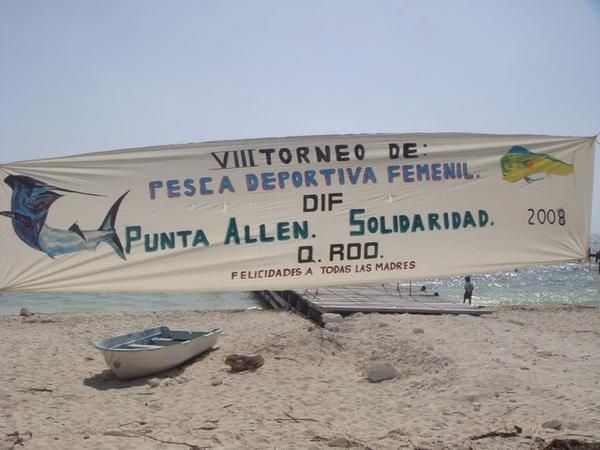 VIII TORNEO DE:
PESCA DEPORTIVA FEMENIL.
DIF
PUNTA ALLEN. SOLIDARIDAD.
2008
Q. ROO.
FELICIDADES A TODAS LAS MADRES